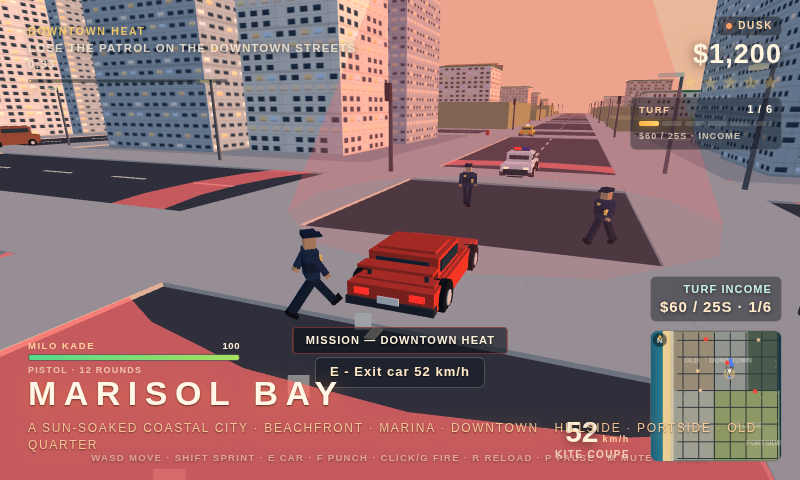 DOWNTOWN HEAT
LOSE THE PATROL ON THE DOWNTOWN STREETS
DUSK
$1,200
TURF 1 / 6
$60 / 25S · INCOME
TURF INCOME
$60 / 25S · 1/6
N
OLD DOWNTOWN
PORTSIDE
MISSION — DOWNTOWN HEAT
E - Exit car 52 km/h
MILO KADE 100
PISTOL · 12 ROUNDS
MARISOL BAY
A SUN-SOAKED COASTAL CITY · BEACHFRONT · MARINA · DOWNTOWN · HILLSIDE · PORTSIDE · OLD QUARTER
52 km/h
KITE COUPE
WASD MOVE · SHIFT SPRINT · E CAR · F PUNCH · CLICK/G FIRE · R RELOAD · P PAUSE · M MUTE